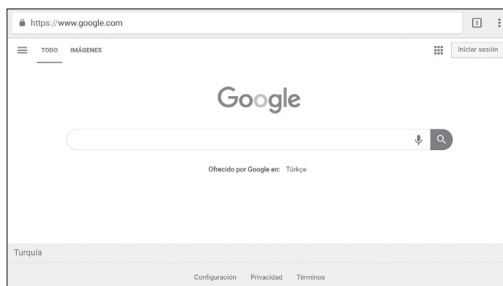 https://www.google.com 1
TODO IMÁGENES Iniciar sesión
Google
Ofrecido por Google en: Türkçe
Turquía
Configuración Privacidad Términos